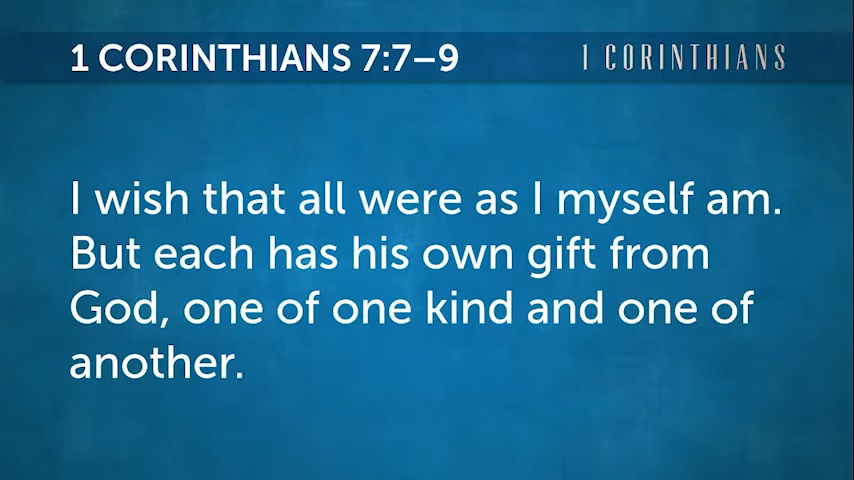 1 CORINTHIANS 7:7–9
1 CORINTHIANS
I wish that all were as I myself am.
But each has his own gift from
God, one of one kind and one of
another.